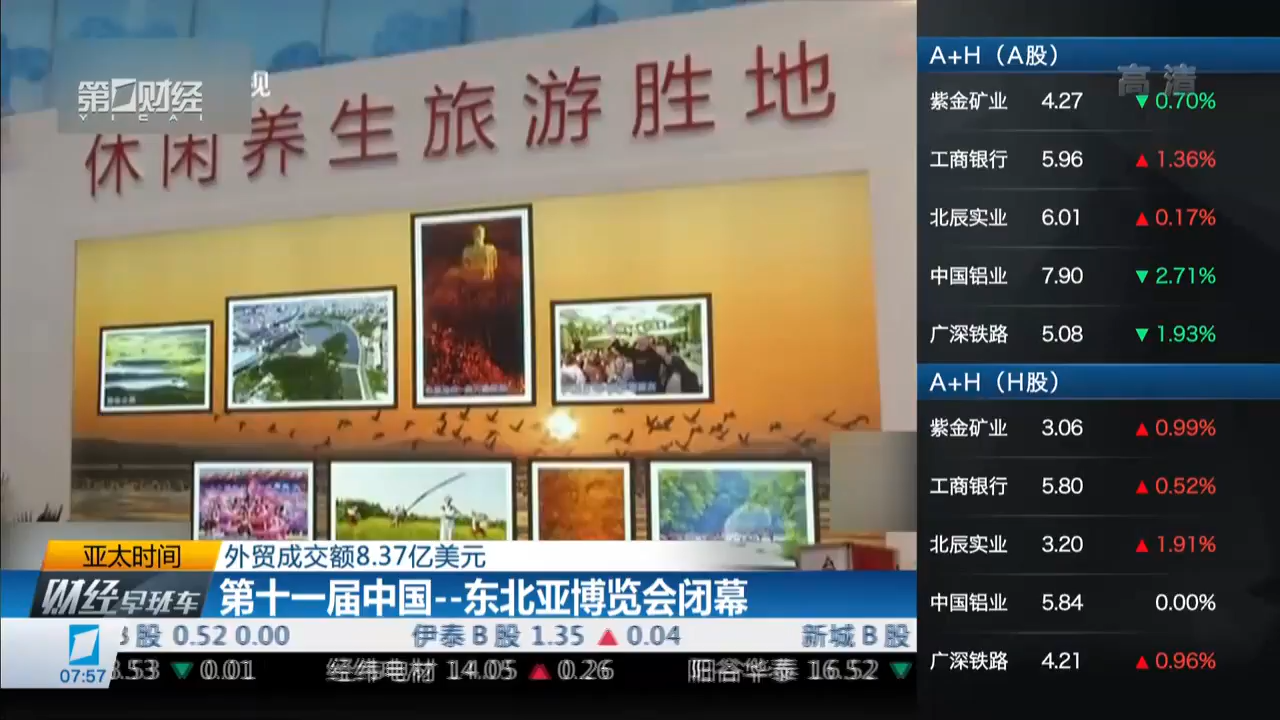 第一财经
YICAI
见
休闲养生旅游胜地
高清
A+H（A股）
紫金矿业 4.27 ▼ 0.70%
工商银行 5.96 ▲ 1.36%
北辰实业 6.01 ▲ 0.17%
中国铝业 7.90 ▼ 2.71%
广深铁路 5.08 ▼ 1.93%
A+H（H股）
紫金矿业 3.06 ▲ 0.99%
工商银行 5.80 ▲ 0.52%
北辰实业 3.20 ▲ 1.91%
中国铝业 5.84 0.00%
广深铁路 4.21 ▲ 0.96%
亚太时间
外贸成交额8.37亿美元
财经早班车
第十一届中国--东北亚博览会闭幕
B股 0.52 0.00 伊泰B股 1.35 ▲ 0.04 新城B股
07:57
3.53 ▼ 0.01 经纬电材 14.05 ▲ 0.26 阳谷华泰 16.52 ▼